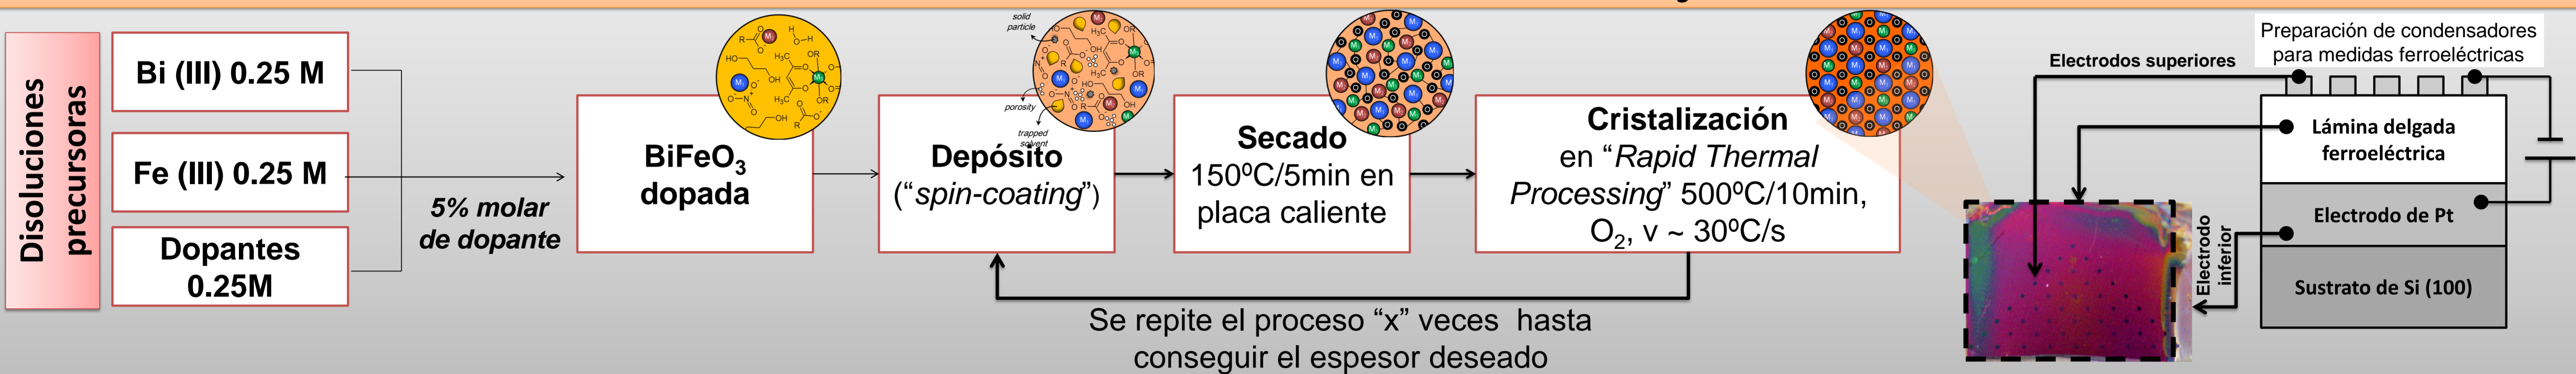 Disoluciones
precursoras
Bi (III) 0.25 M
Fe (III) 0.25 M
Dopantes
0.25M
5% molar
de dopante
BiFeO3
dopada
solid
particle
porosity
trapped
solvent
Depósito
(“spin-coating”)
Secado
150ºC/5min en
placa caliente
Cristalización
en “Rapid Thermal
Processing” 500ºC/10min,
O2, v ~ 30ºC/s
Se repite el proceso “x” veces hasta
conseguir el espesor deseado
Electrodos superiores
Preparación de condensadores
para medidas ferroeléctricas
Lámina delgada
ferroeléctrica
Electrodo de Pt
Sustrato de Si (100)
Electrodo
inferior